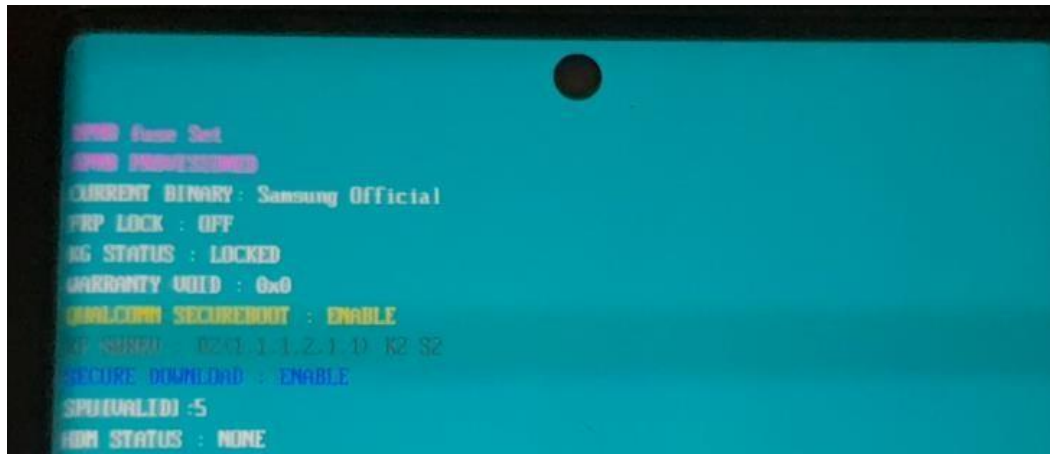 RPMB fuse Set
RPMB PROVISIONED
CURRENT BINARY: Samsung Official
FRP LOCK : OFF
KG STATUS : LOCKED
WARRANTY VOID : 0x0
QUALCOMM SECUREBOOT : ENABLE
SECURE DOWNLOAD : ENABLE
SPU(VALID) :5
HDM STATUS : NONE